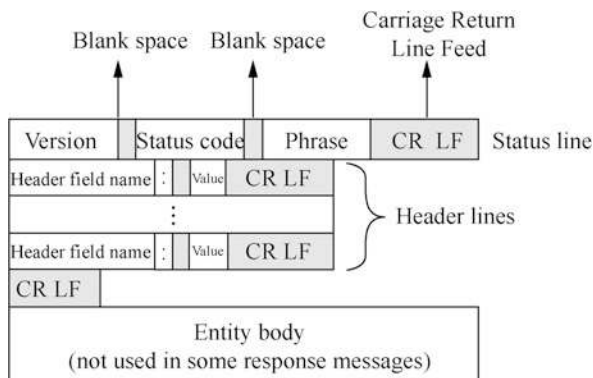 Carriage Return
Blank space Blank space Line Feed
Version Status code Phrase CR LF Status line
Header field name : Value CR LF
⋮
Header lines
Header field name : Value CR LF
CR LF
Entity body
(not used in some response messages)